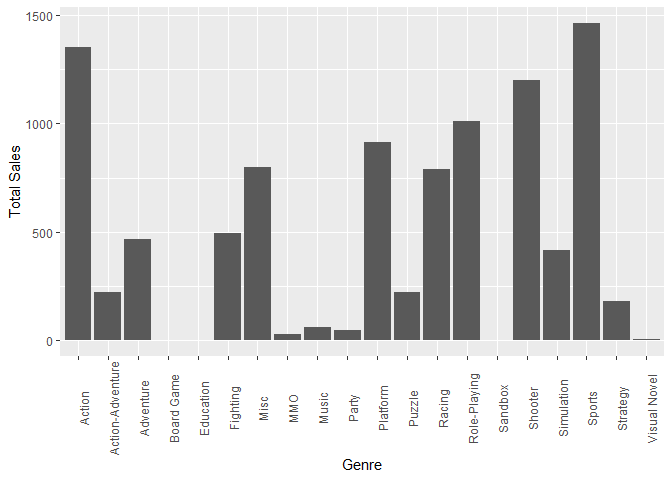 1500
1000
500
0
Total Sales
Action
Action-Adventure
Adventure
Board Game
Education
Fighting
Misc
MMO
Music
Party
Platform
Puzzle
Racing
Role-Playing
Sandbox
Shooter
Simulation
Sports
Strategy
Visual Novel
Genre